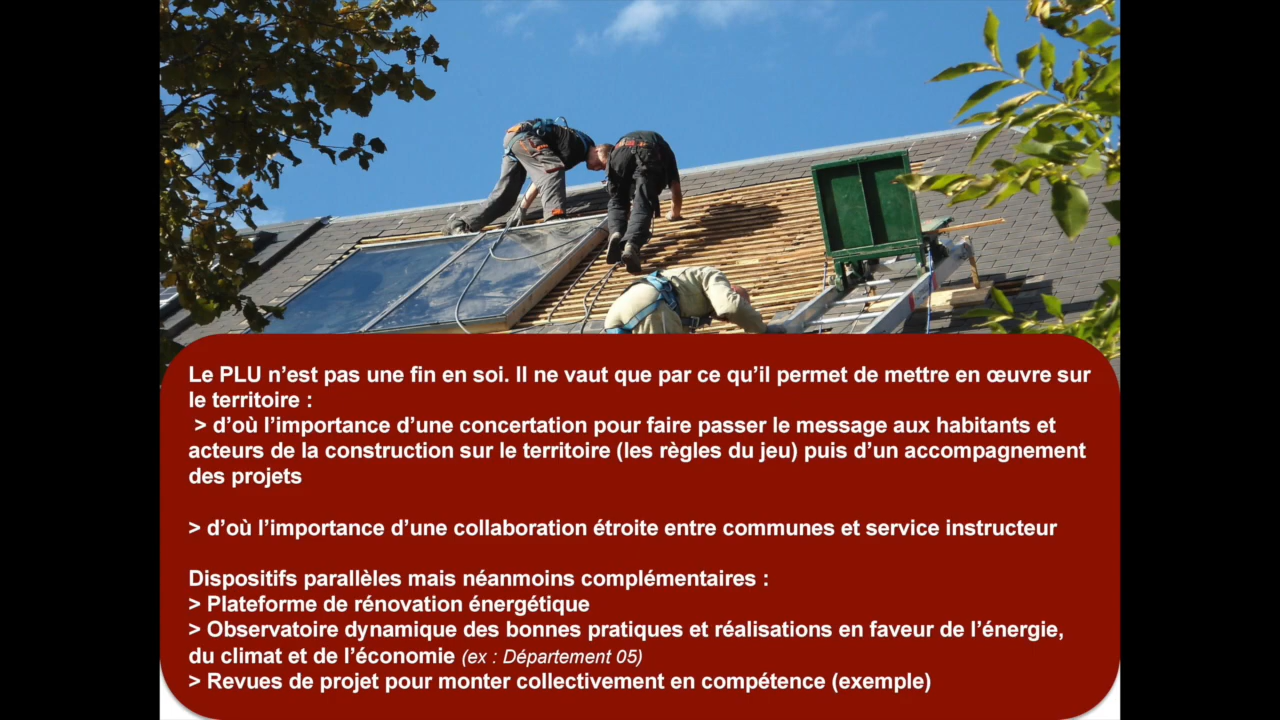 Le PLU n’est pas une fin en soi. Il ne vaut que par ce qu’il permet de mettre en œuvre sur
le territoire :
> d’où l’importance d’une concertation pour faire passer le message aux habitants et
acteurs de la construction sur le territoire (les règles du jeu) puis d’un accompagnement
des projets
> d’où l’importance d’une collaboration étroite entre communes et service instructeur
Dispositifs parallèles mais néanmoins complémentaires :
> Plateforme de rénovation énergétique
> Observatoire dynamique des bonnes pratiques et réalisations en faveur de l’énergie,
du climat et de l’économie (ex : Département 05)
> Revues de projet pour monter collectivement en compétence (exemple)